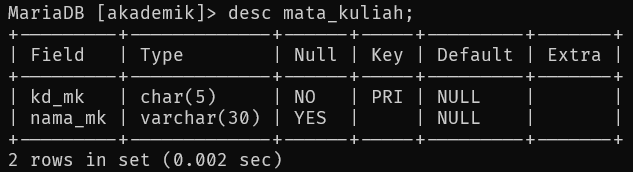 MariaDB [akademik]> desc mata_kuliah;
+---------+-------------+------+-----+---------+-------+
| Field   | Type        | Null | Key | Default | Extra |
+---------+-------------+------+-----+---------+-------+
| kd_mk   | char(5)     | NO   | PRI | NULL    |       |
| nama_mk | varchar(30) | YES  |     | NULL    |       |
+---------+-------------+------+-----+---------+-------+
2 rows in set (0.002 sec)